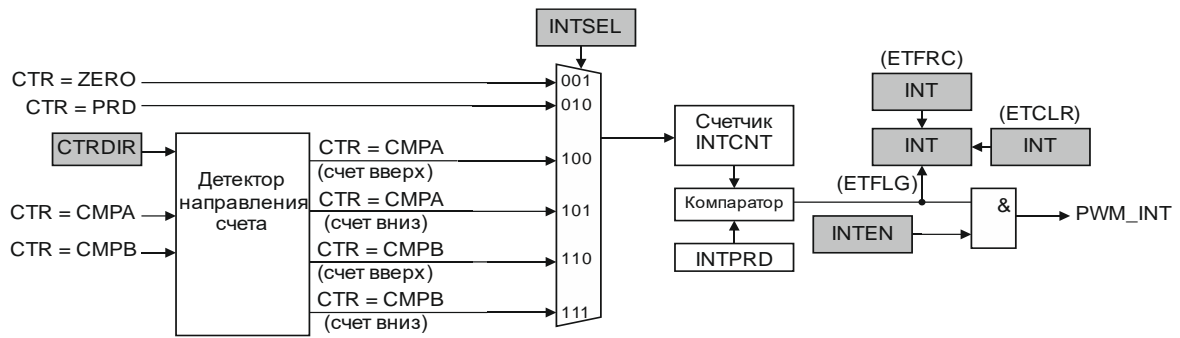 INTSEL
(ETFRC)
CTR = ZERO
001
INT
CTR = PRD
010
Счетчик
INTCNT
(ETCLR)
CTRDIR
CTR = CMPA
100
INT
INT
(счет вверх)
Детектор
направления
счета
(ETFLG)
CTR = CMPA
101
Компаратор
CTR = CMPA
(счет вниз)
&
PWM_INT
INTEN
CTR = CMPB
CTR = CMPB
110
INTPRD
(счет вверх)
CTR = CMPB
111
(счет вниз)